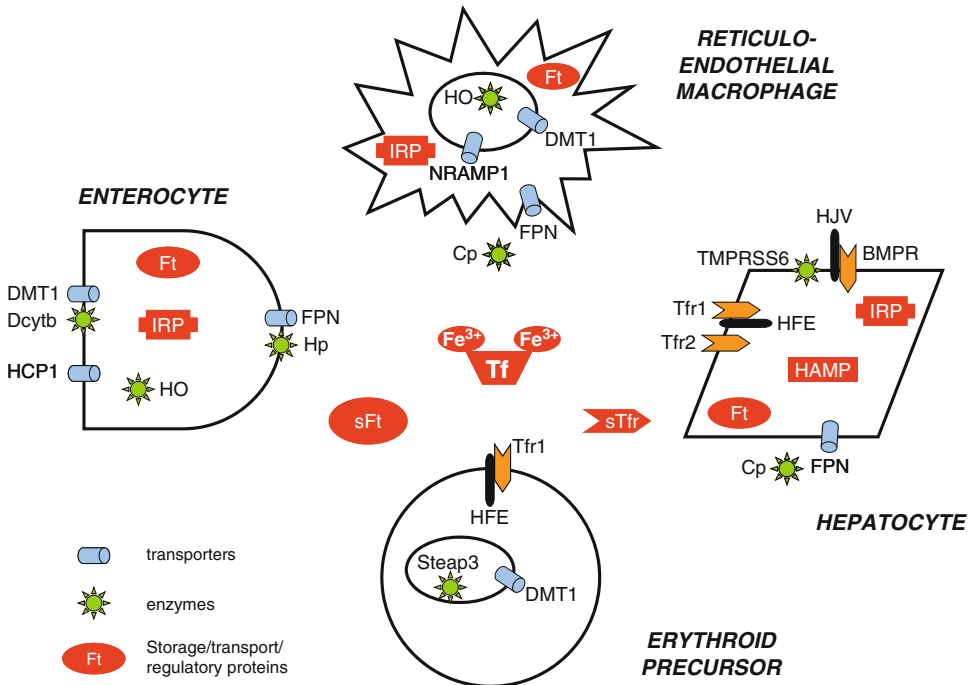 RETICULO-
ENDOTHELIAL
MACROPHAGE
Ft
HO
DMT1
IRP
NRAMP1
FPN
Cp
ENTEROCYTE
Ft
DMT1
Dcytb
IRP
FPN
Hp
HCP1
HO
Fe3+
Fe3+
Tf
sFt
sTfr
HJV
TMPRSS6
BMPR
Tfr1
HFE
IRP
Tfr2
HAMP
Ft
Cp
FPN
HEPATOCYTE
Tfr1
HFE
Steap3
DMT1
ERYTHROID
PRECURSOR
transporters
enzymes
Ft
Storage/transport/
regulatory proteins